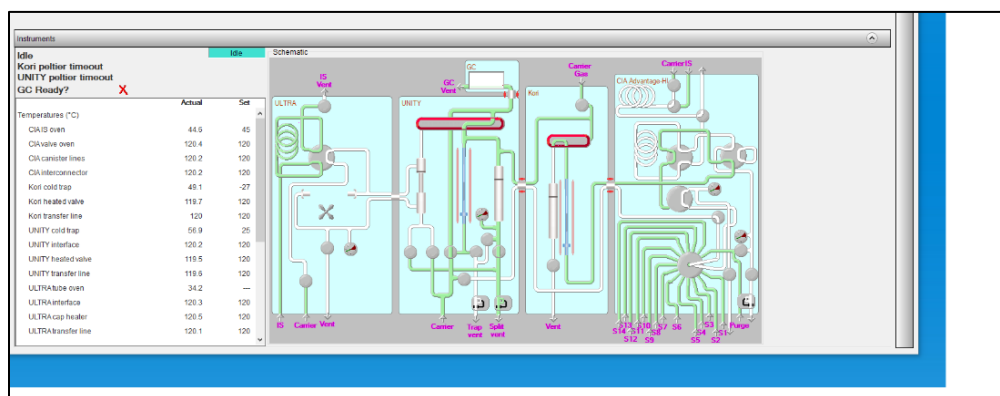 Instruments
Idle
Idle
Kori peltier timeout
UNITY peltier timeout
GC Ready? X
Actual Set
Temperatures (°C)
CIA IS oven 44.6 45
CIA valve oven 120.4 120
CIA canister lines 120.2 120
CIA interconnector 120.2 120
Kori cold trap 49.1 -27
Kori heated valve 119.7 120
Kori transfer line 120 120
UNITY cold trap 56.9 25
UNITY interface 120.2 120
UNITY heated valve 119.5 120
UNITY transfer line 119.6 120
ULTRA tube oven 34.2 —
ULTRA interface 120.3 120
ULTRA cap heater 120.5 120
ULTRA transfer line 120.1 120
Schematic
ULTRA
IS
Vent
IS Carrier Vent
UNITY
GC
GC
Vent
Carrier Trap
vent Split
vent
Kori
Carrier
Gas
Vent
CIA Advantage-HL
Carrier IS
S13 S10 S7 S6 S3 S1 Purge
S14 S11 S8 S4
S12 S9 S5 S2